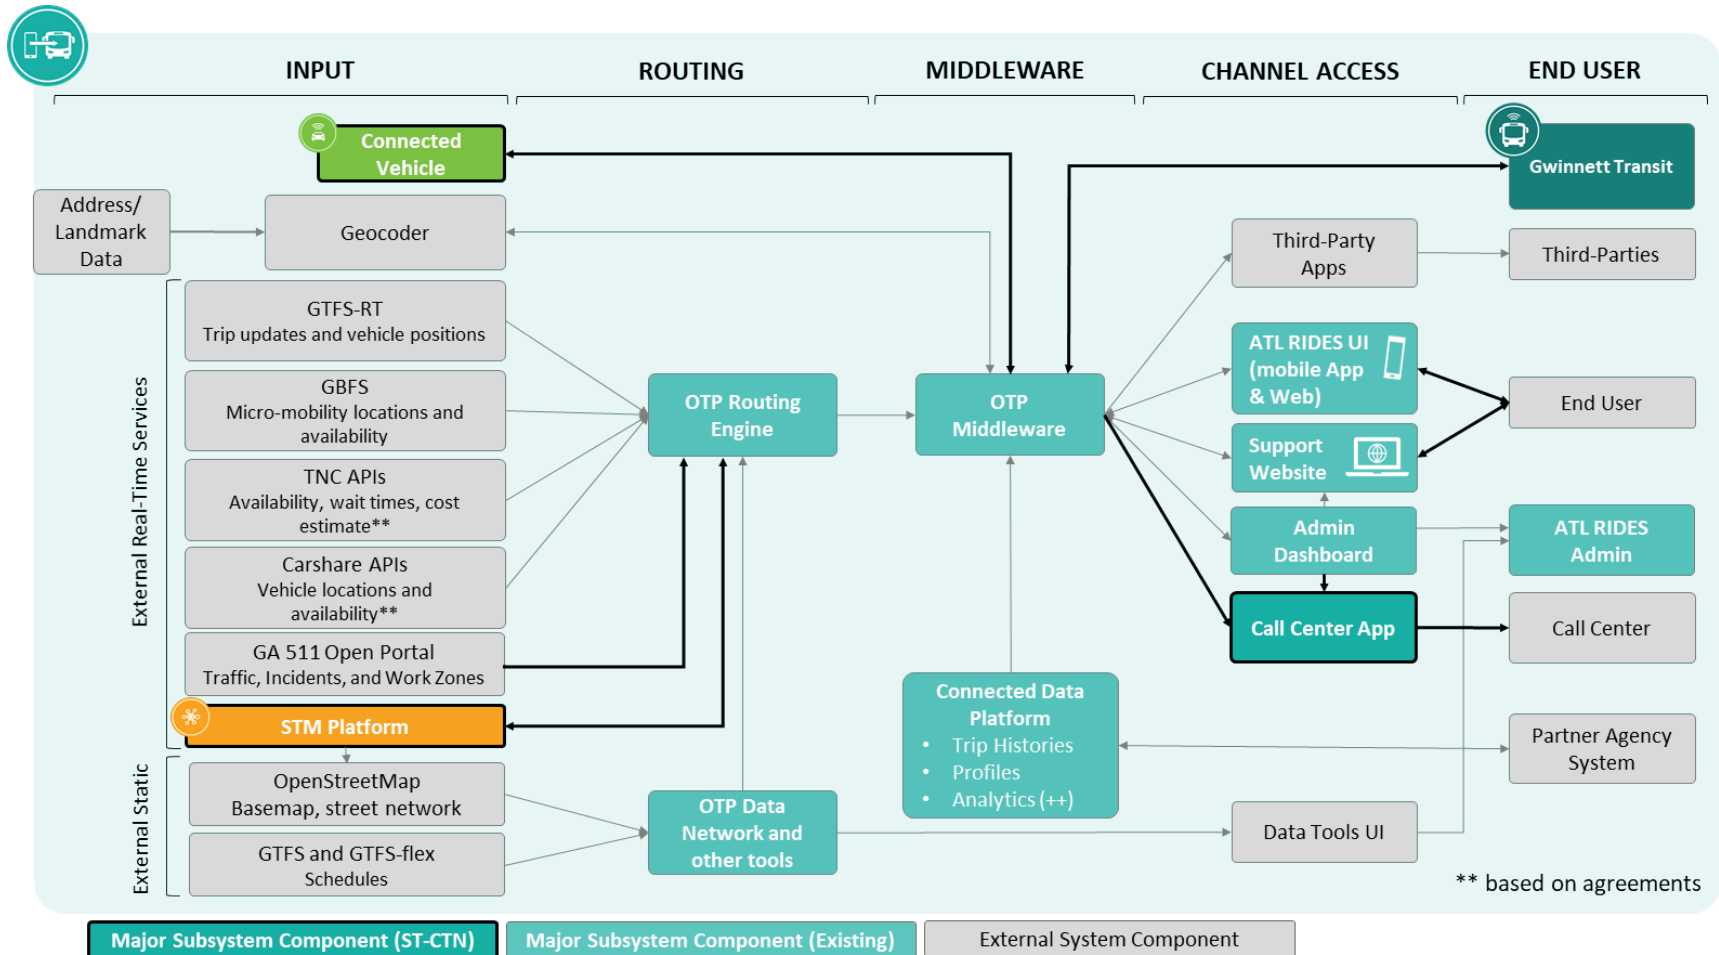 INPUT
ROUTING
MIDDLEWARE
CHANNEL ACCESS
END USER
Connected
Vehicle
Gwinnett Transit
Address/
Landmark
Data
Geocoder
Third-Party
Apps
Third-Parties
External Real-Time Services
GTFS-RT
Trip updates and vehicle positions
GBFS
Micro-mobility locations and
availability
TNC APIs
Availability, wait times, cost
estimate**
Carshare APIs
Vehicle locations and
availability**
GA 511 Open Portal
Traffic, Incidents, and Work Zones
STM Platform
OTP Routing
Engine
OTP
Middleware
ATL RIDES UI
(mobile App
& Web)
Support
Website
End User
Admin
Dashboard
ATL RIDES
Admin
Call Center App
Call Center
External Static
OpenStreetMap
Basemap, street network
GTFS and GTFS-flex
Schedules
OTP Data
Network and
other tools
Connected Data
Platform
• Trip Histories
• Profiles
• Analytics (++)
Partner Agency
System
Data Tools UI
** based on agreements
Major Subsystem Component (ST-CTN)
Major Subsystem Component (Existing)
External System Component